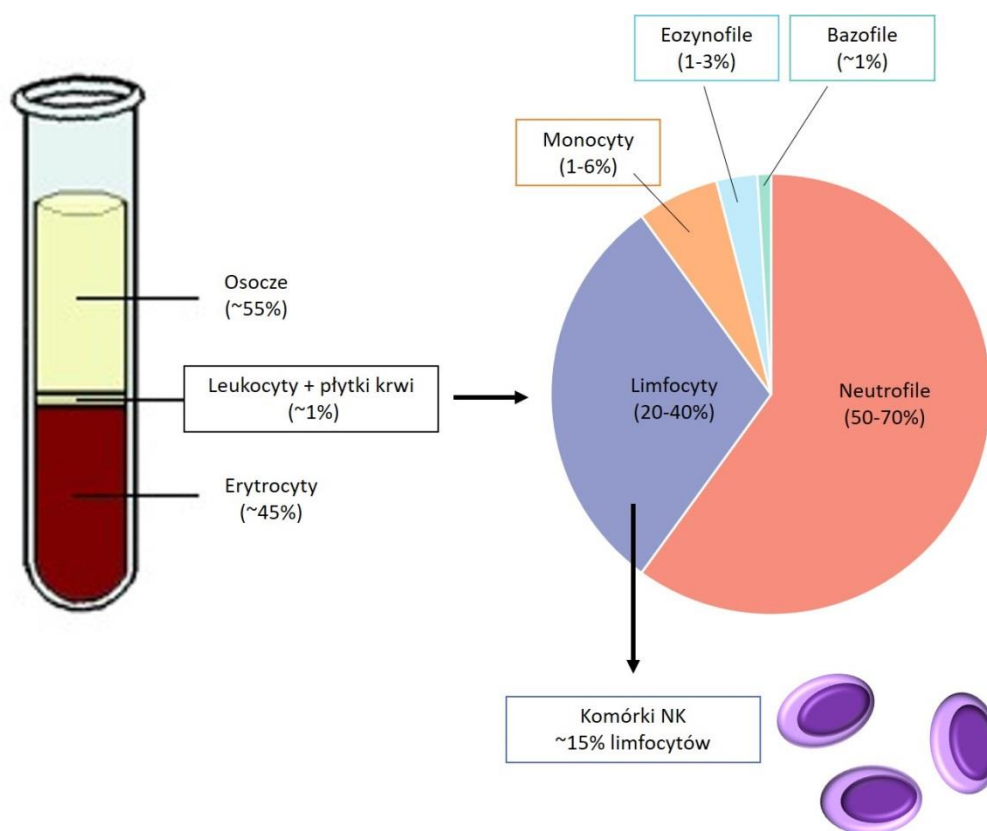 Eozynofile
(1-3%)
Bazofile
(~1%)
Monocyty
(1-6%)
Osocze
(~55%)
Leukocyty + płytki krwi
(~1%)
Erytrocyty
(~45%)
Limfocyty
(20-40%)
Neutrofile
(50-70%)
Komórki NK
~15% limfocytów